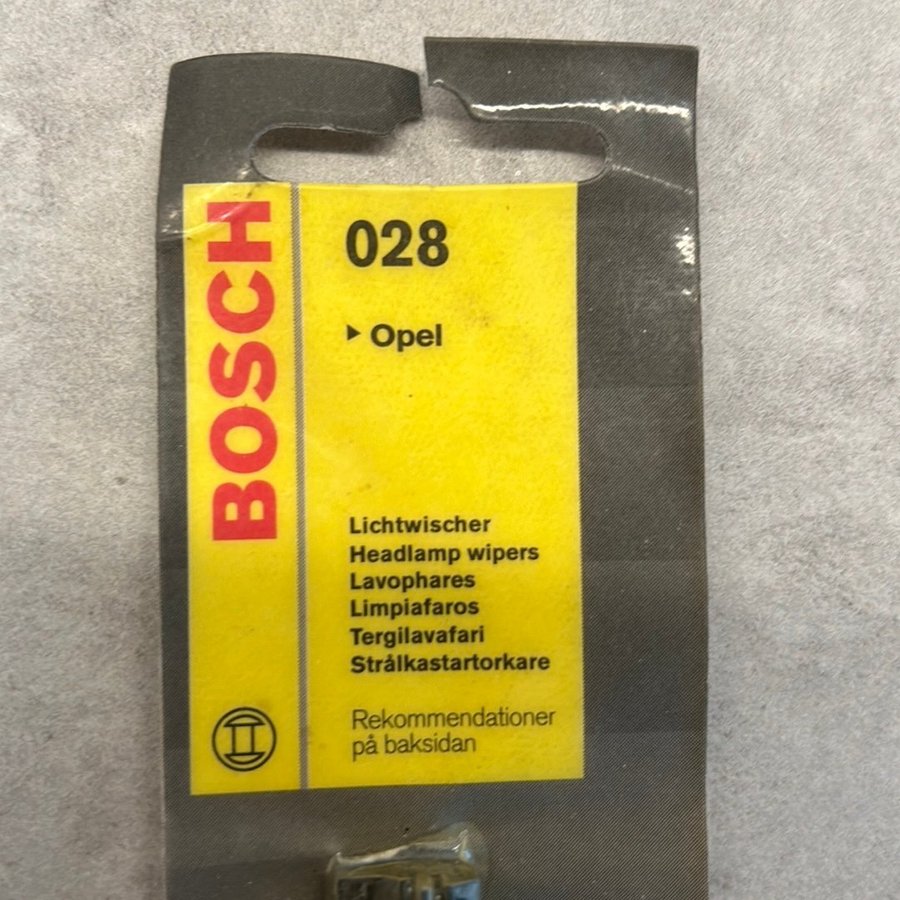 BOSCH
028
▶ Opel
Lichtwischer
Headlamp wipers
Lavophares
Limpiafaros
Tergilavafari
Strålkastartorkare
Rekommendationer
på baksidan